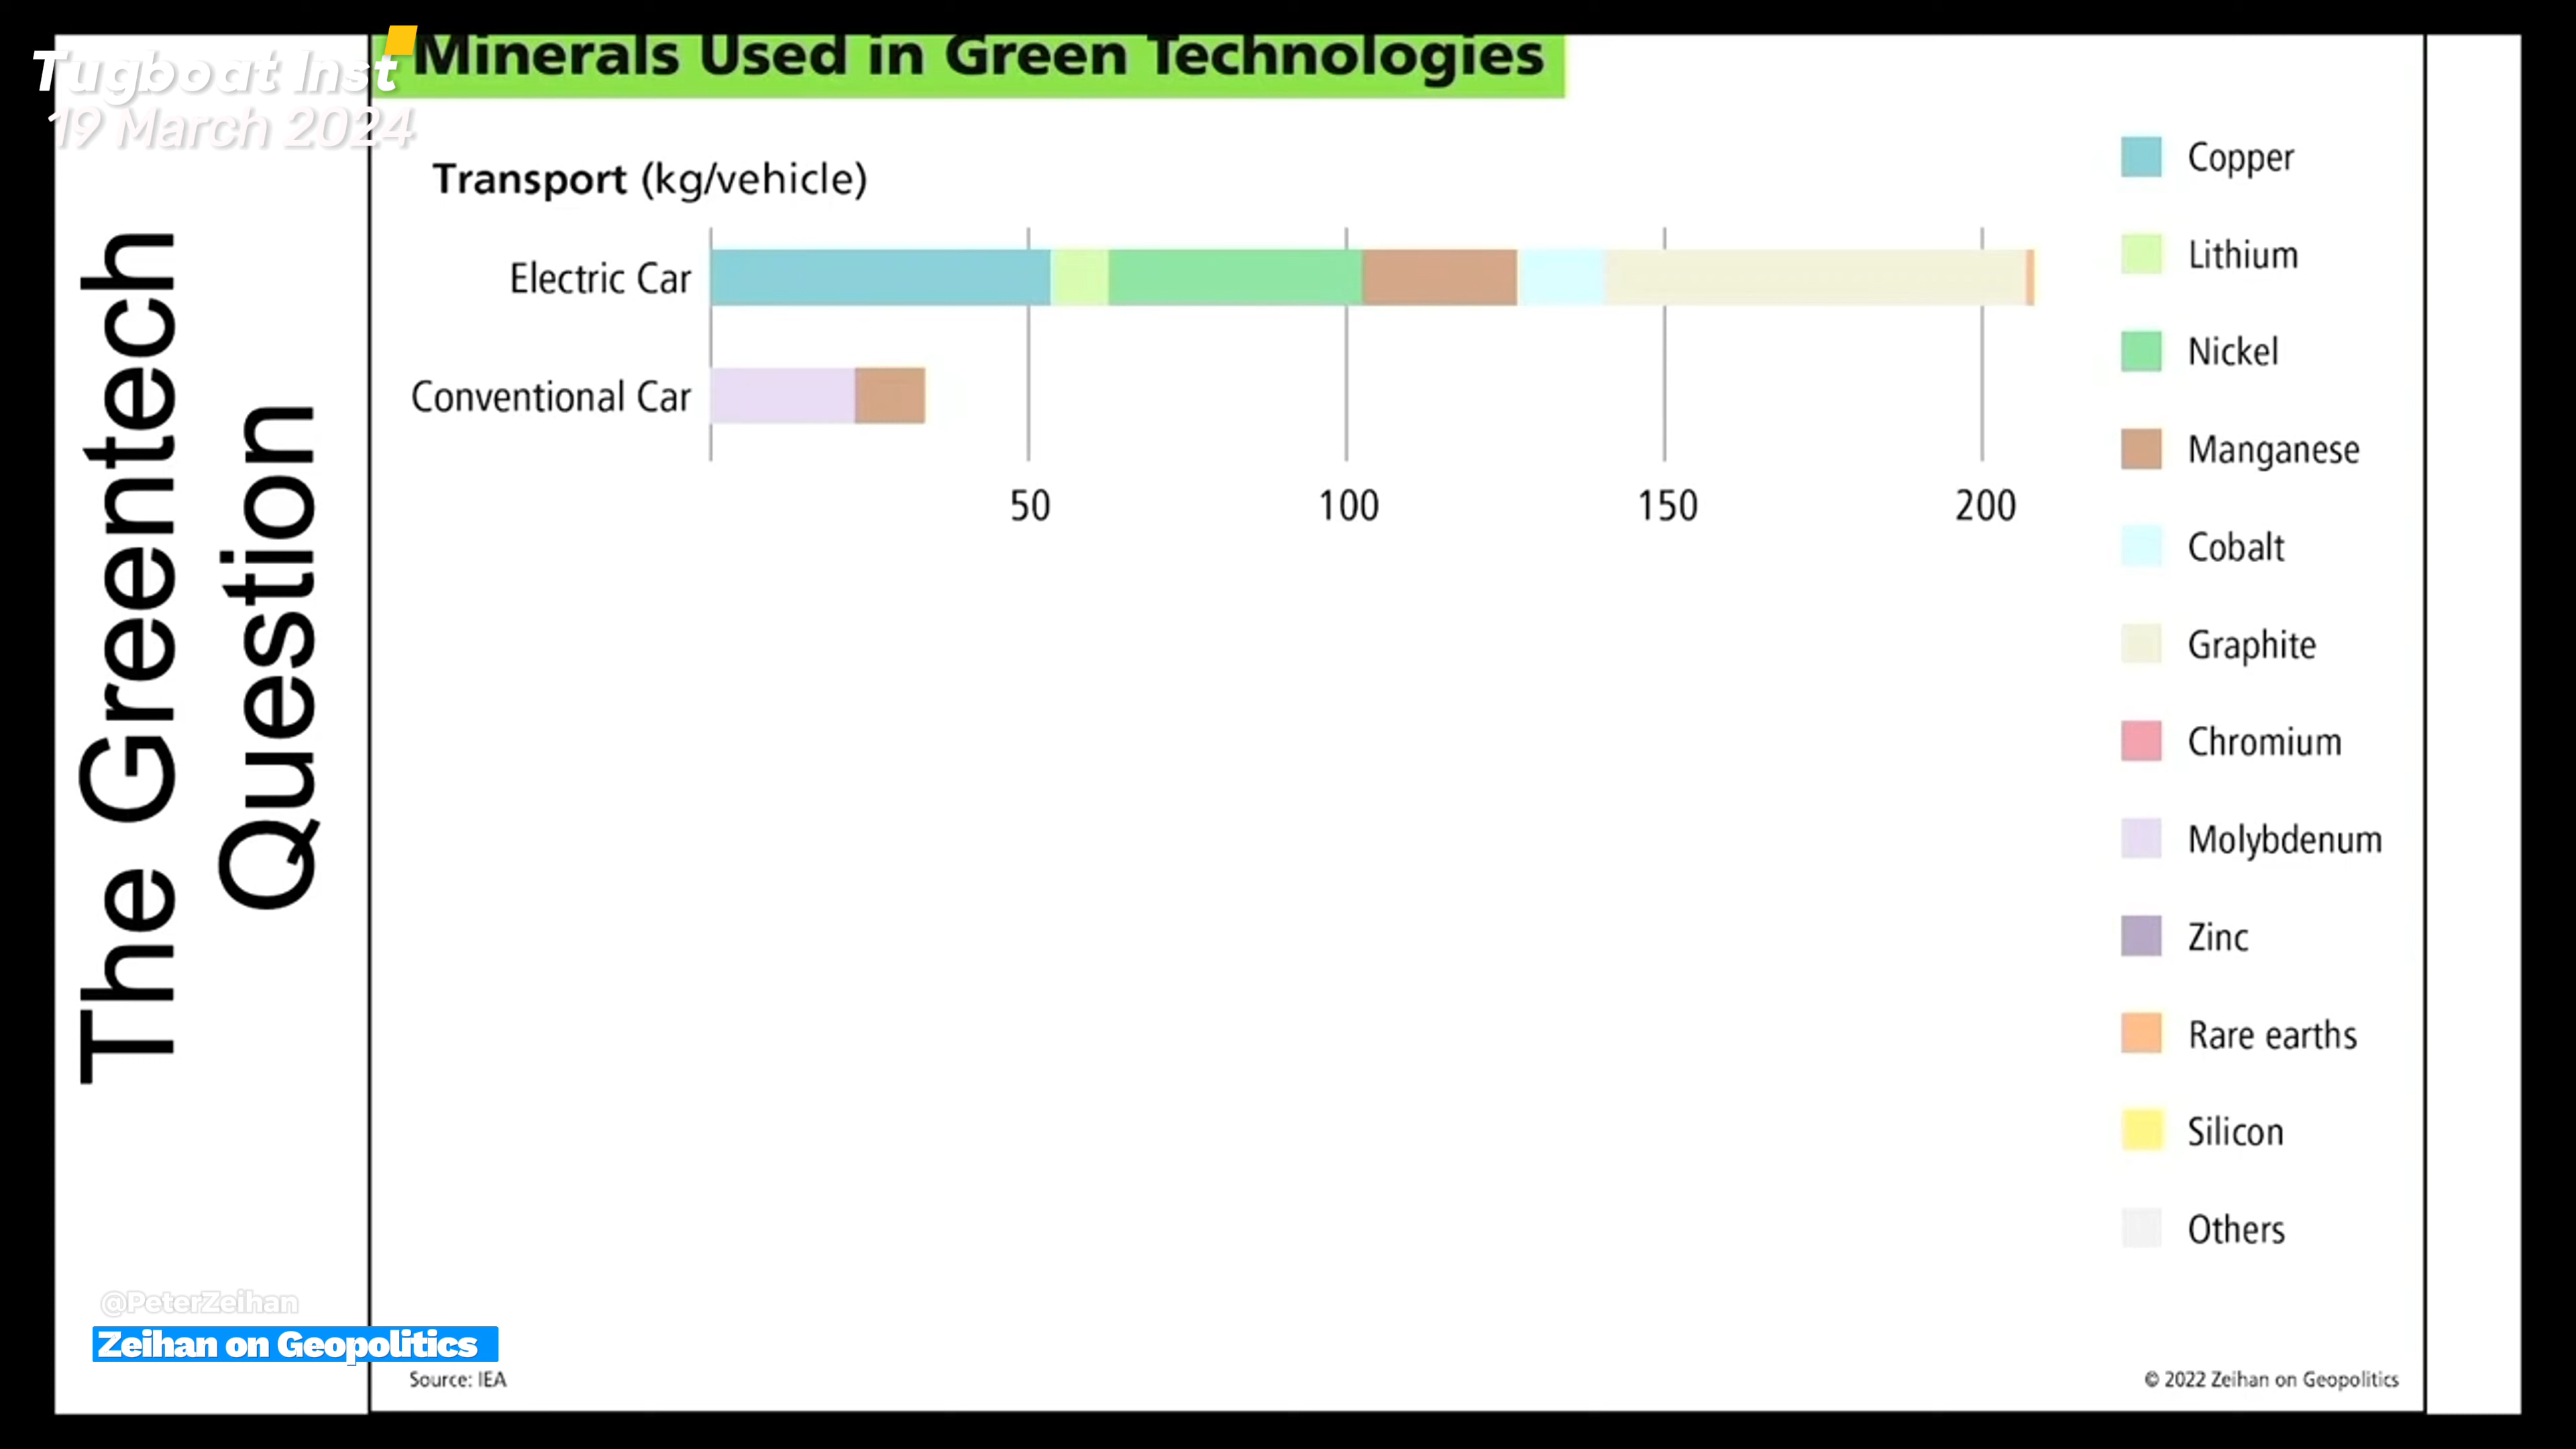 Tugboat Inst
19 March 2024
The Greentech
Question
Minerals Used in Green Technologies
Transport (kg/vehicle)
Electric Car
Conventional Car
50
100
150
200
Copper
Lithium
Nickel
Manganese
Cobalt
Graphite
Chromium
Molybdenum
Zinc
Rare earths
Silicon
Others
@PeterZeihan
Zeihan on Geopolitics
Source: IEA
© 2022 Zeihan on Geopolitics